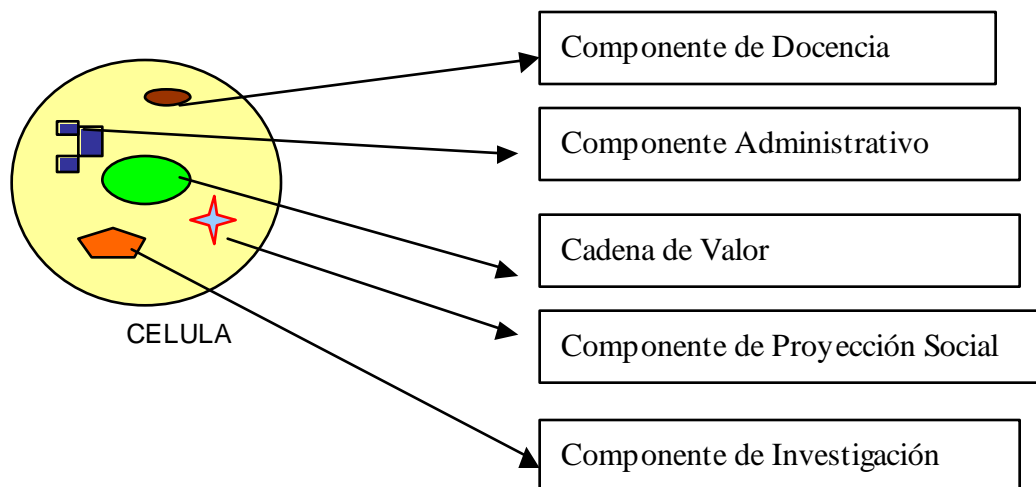 Componente de Docencia
Componente Administrativo
Cadena de Valor
CELULA
Componente de Proyección Social
Componente de Investigación